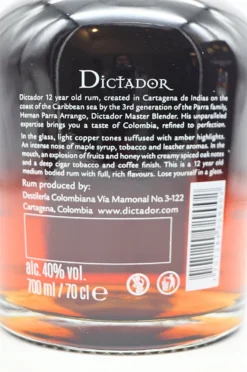 DICTADOR
Dictador 12 year old rum, created in Cartagena de Indias on the
coast of the Caribbean sea by the 3rd generation of the Parra family,
Hernan Parra Arrango, Dictador Master Blender. His unparalleled
expertise brings you a taste of Colombia, refined to perfection.
In the glass, light copper tones suffused with amber highlights.
An intense nose of maple syrup, tobacco and leather aromas. In the
mouth, an explosion of fruits and honey with creamy spiced oak notes
and a deep cigar tobacco and coffee finish. This is a 12 year old
medium bodied rum with full, rich flavours. Lose yourself in a glass.
Rum produced by:
Destilería Colombiana Vía Mamonal No.3-122
Cartagena, Colombia www.dictador.com
alc. 40% vol.
700 ml / 70 cl e